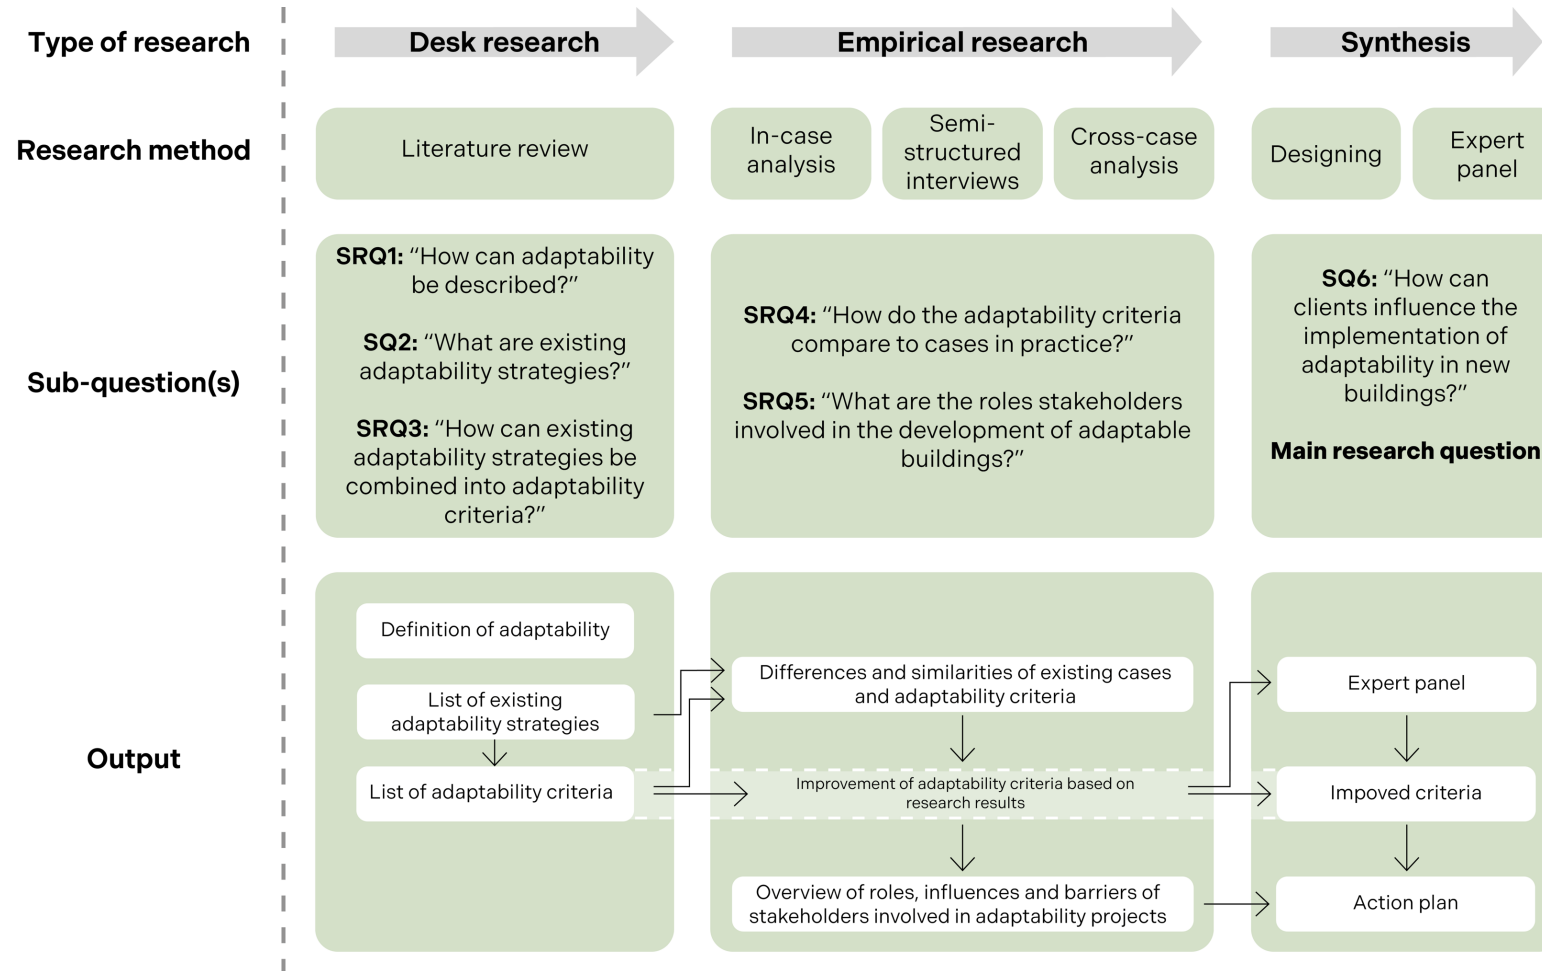 Type of research
Desk research
Empirical research
Synthesis
Research method
Literature review
In-case
analysis
Semi-
structured
interviews
Cross-case
analysis
Designing
Expert
panel
Sub-question(s)
SRQ1: “How can adaptability
be described?”
SQ2: “What are existing
adaptability strategies?”
SRQ3: “How can existing
adaptability strategies be
combined into adaptability
criteria?”
SRQ4: “How do the adaptability criteria
compare to cases in practice?”
SRQ5: “What are the roles stakeholders
involved in the development of adaptable
buildings?”
SQ6: “How can
clients influence the
implementation of
adaptability in new
buildings?”
Main research question
Output
Definition of adaptability
List of existing
adaptability strategies
List of adaptability criteria
Differences and similarities of existing cases
and adaptability criteria
Improvement of adaptability criteria based on
research results
Overview of roles, influences and barriers of
stakeholders involved in adaptability projects
Expert panel
Impoved criteria
Action plan